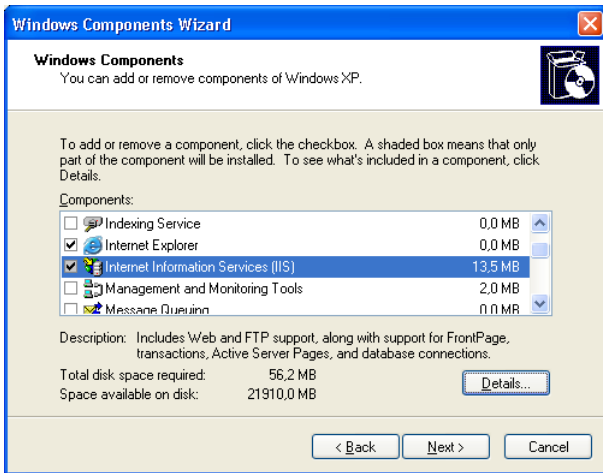 Windows Components Wizard
Windows Components
You can add or remove components of Windows XP.
To add or remove a component, click the checkbox. A shaded box means that only
part of the component will be installed. To see what's included in a component, click
Details.
Components:
Indexing Service 0,0 MB
Internet Explorer 0,0 MB
Internet Information Services (IIS) 13,5 MB
Management and Monitoring Tools 2,0 MB
Message Queuing 0,0 MB
Description: Includes Web and FTP support, along with support for FrontPage,
transactions, Active Server Pages, and database connections.
Total disk space required: 56,2 MB
Space available on disk: 21910,0 MB
Details...
< Back Next > Cancel